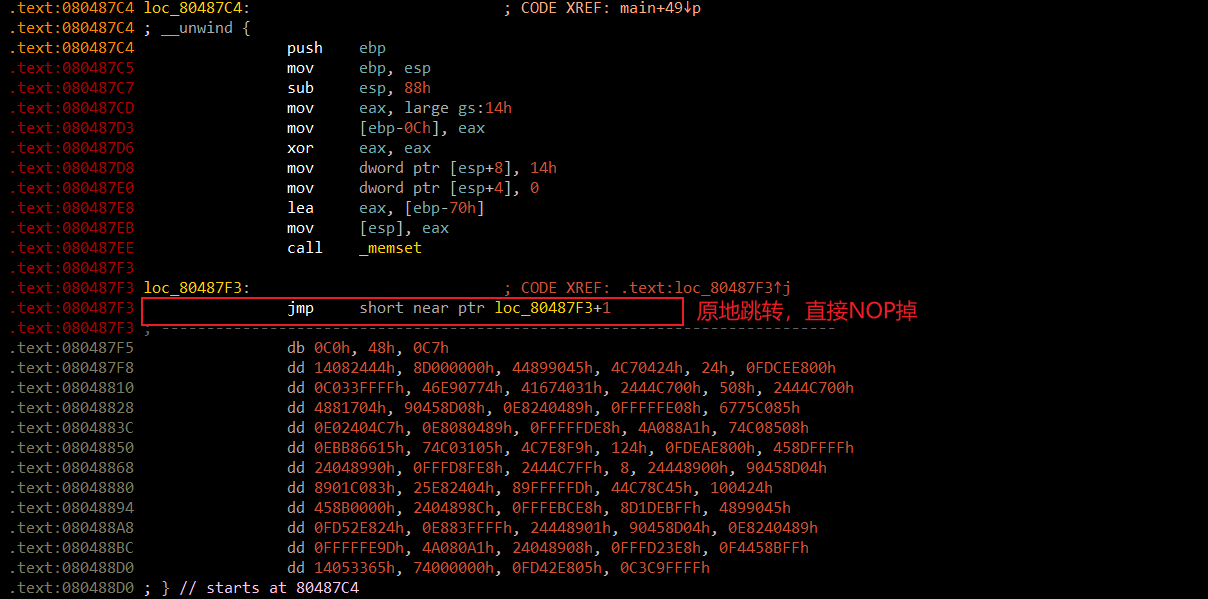 .text:080487C4 loc_80487C4: ; CODE XREF: main+49↓p
.text:080487C4 ; __unwind {
.text:080487C4 push ebp
.text:080487C5 mov ebp, esp
.text:080487C7 sub esp, 88h
.text:080487CD mov eax, large gs:14h
.text:080487D3 mov [ebp-0Ch], eax
.text:080487D6 xor eax, eax
.text:080487D8 mov dword ptr [esp+8], 14h
.text:080487E0 mov dword ptr [esp+4], 0
.text:080487E8 lea eax, [ebp-70h]
.text:080487EB mov [esp], eax
.text:080487EE call _memset
.text:080487F3
.text:080487F3 loc_80487F3: ; CODE XREF: .text:loc_80487F3↑j
.text:080487F3 jmp short near ptr loc_80487F3+1 原地跳转，直接NOP掉
.text:080487F3 ; ---------------------------------------------------------------------------
.text:080487F5 db 0C0h, 48h, 0C7h
.text:080487F8 dd 14082444h, 8D000000h, 44899045h, 4C70424h, 24h, 0FDCEE800h
.text:08048810 dd 0C033FFFFh, 46E90774h, 41674031h, 2444C700h, 508h, 2444C700h
.text:08048828 dd 4881704h, 90458D08h, 0E8240489h, 0FFFFFE08h, 6775C085h
.text:0804883C dd 0E02404C7h, 0E8080489h, 0FFFFFDE8h, 4A088A1h, 74C08508h
.text:08048850 dd 0EBB86615h, 74C03105h, 4C7E8F9h, 124h, 0FDEAE800h, 458DFFFFh
.text:08048868 dd 24048990h, 0FFFD8FE8h, 2444C7FFh, 8, 24448900h, 90458D04h
.text:08048880 dd 8901C083h, 25E82404h, 89FFFFFDh, 44C78C45h, 100424h
.text:08048894 dd 458B0000h, 2404898Ch, 0FFFEBCE8h, 8D1DEBFFh, 4899045h
.text:080488A8 dd 0FD52E824h, 0E883FFFFh, 24448901h, 90458D04h, 0E8240489h
.text:080488BC dd 0FFFFFE9Dh, 4A080A1h, 24048908h, 0FFFD23E8h, 0F4458BFFh
.text:080488D0 dd 14053365h, 74000000h, 0FD42E805h, 0C3C9FFFFh
.text:080488D0 ; } // starts at 80487C4